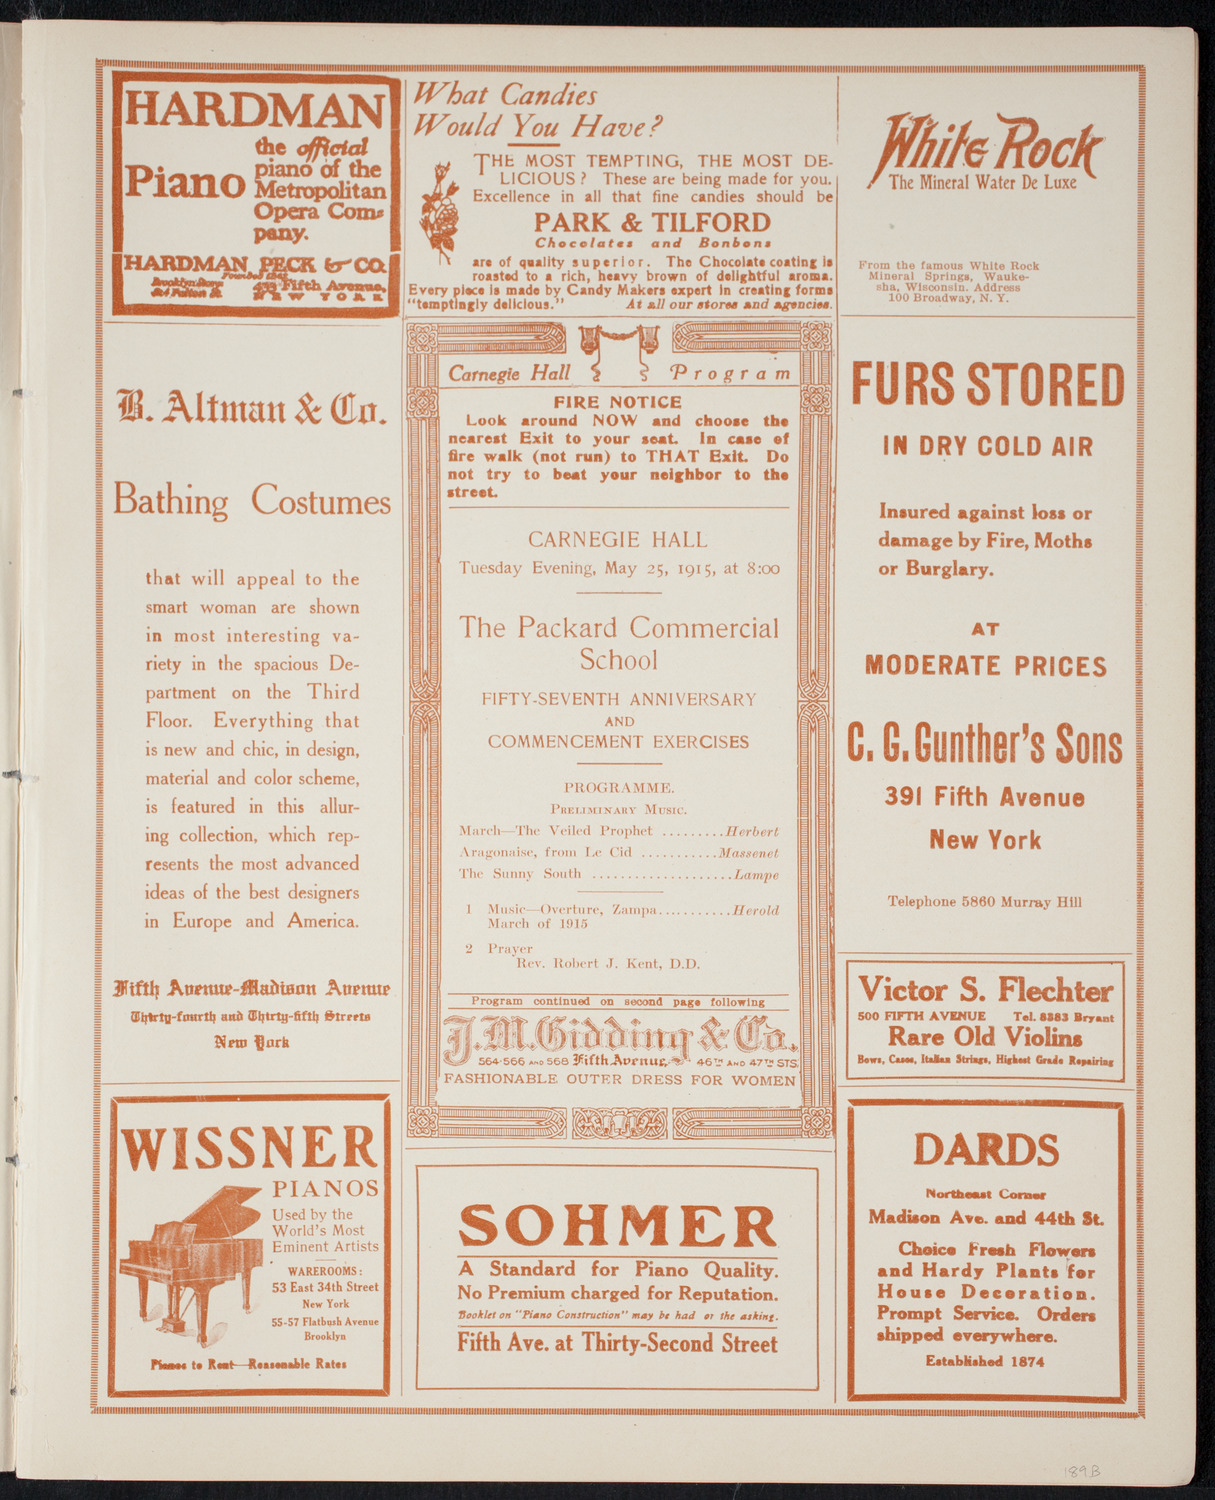 HARDMAN
Piano
the official
piano of the
Metropolitan
Opera Com-
pany.
HARDMAN PECK & CO.
Founded 1842
Brooklyn Store
524 Fulton St.
433 Fifth Avenue,
NEW YORK
B. Altman & Co.
Bathing Costumes
that will appeal to the
smart woman are shown
in most interesting va-
riety in the spacious De-
partment on the Third
Floor. Everything that
is new and chic, in design,
material and color scheme,
is featured in this allur-
ing collection, which rep-
resents the most advanced
ideas of the best designers
in Europe and America.
Fifth Avenue-Madison Avenue
Thirty-fourth and Thirty-fifth Streets
New York
WISSNER
PIANOS
Used by the
World's Most
Eminent Artists
WAREROOMS:
53 East 34th Street
New York
55-57 Flatbush Avenue
Brooklyn
Pianos to Rent—Reasonable Rates
What Candies
Would You Have?
THE MOST TEMPTING, THE MOST DE-
LICIOUS? These are being made for you.
Excellence in all that fine candies should be
PARK & TILFORD
Chocolates and Bonbons
are of quality superior. The Chocolate coating is
roasted to a rich, heavy brown of delightful aroma.
Every piece is made by Candy Makers expert in creating forms
"temptingly delicious." At all our stores and agencies.
Carnegie Hall Program
FIRE NOTICE
Look around NOW and choose the
nearest Exit to your seat. In case of
fire walk (not run) to THAT Exit. Do
not try to beat your neighbor to the
street.
CARNEGIE HALL
Tuesday Evening, May 25, 1915, at 8:00
The Packard Commercial
School
FIFTY-SEVENTH ANNIVERSARY
AND
COMMENCEMENT EXERCISES
PROGRAMME.
PRELIMINARY MUSIC.
March—The Veiled Prophet .........Herbert
Aragonaise, from Le Cid ...........Massenet
The Sunny South ....................Lampe
1 Music—Overture, Zampa...........Herold
March of 1915
2 Prayer
Rev. Robert J. Kent, D.D.
Program continued on second page following
J.M. Gidding & Co.
564-566 AND 568 Fifth Avenue, 46TH AND 47TH STS.
FASHIONABLE OUTER DRESS FOR WOMEN
SOHMER
A Standard for Piano Quality.
No Premium charged for Reputation.
Booklet on "Piano Construction" may be had or the asking.
Fifth Ave. at Thirty-Second Street
White Rock
The Mineral Water De Luxe
From the famous White Rock
Mineral Springs, Wauke-
sha, Wisconsin. Address
100 Broadway, N. Y.
FURS STORED
IN DRY COLD AIR
Insured against loss or
damage by Fire, Moths
or Burglary.
AT
MODERATE PRICES
C. G. Gunther's Sons
391 Fifth Avenue
New York
Telephone 5860 Murray Hill
Victor S. Flechter
500 FIFTH AVENUE Tel. 8383 Bryant
Rare Old Violins
Bows, Cases, Italian Strings, Highest Grade Repairing
DARDS
Northeast Corner
Madison Ave. and 44th St.
Choice Fresh Flowers
and Hardy Plants for
House Decoration.
Prompt Service. Orders
shipped everywhere.
Established 1874
189B